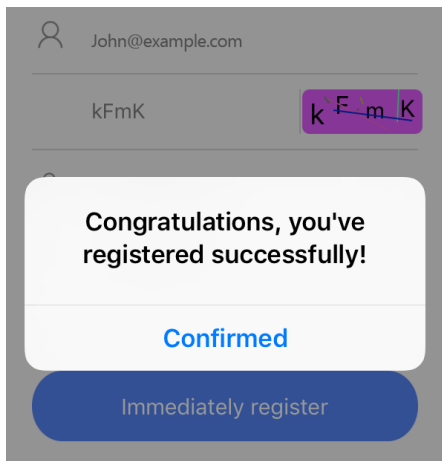 John@example.com
kFmK
kFmK
Congratulations, you've
registered successfully!
Confirmed
Immediately register